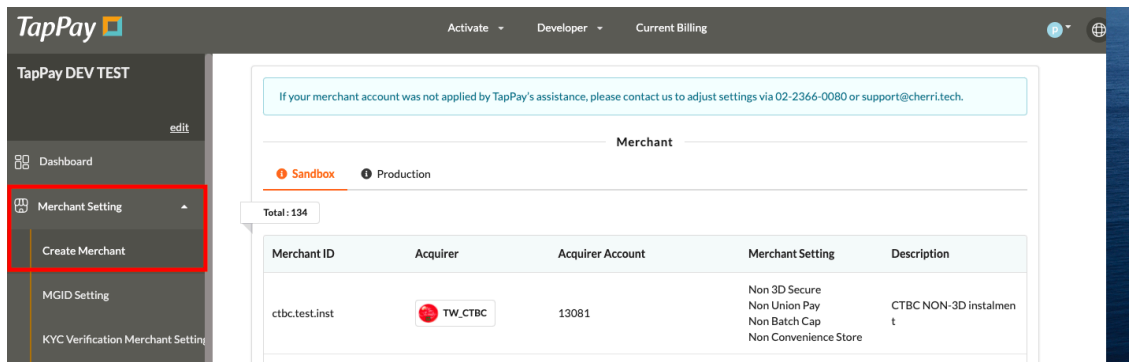 TapPay
Activate
Developer
Current Billing
P
TapPay DEV TEST
edit
Dashboard
Merchant Setting
Create Merchant
MGID Setting
KYC Verification Merchant Setting
If your merchant account was not applied by TapPay's assistance, please contact us to adjust settings via 02-2366-0080 or support@cherri.tech.
Merchant
Sandbox
Production
Total : 134
Merchant ID Acquirer Acquirer Account Merchant Setting Description
ctbc.test.inst TW_CTBC 13081
Non 3D Secure
Non Union Pay
Non Batch Cap
Non Convenience Store
CTBC NON-3D instalmen
t